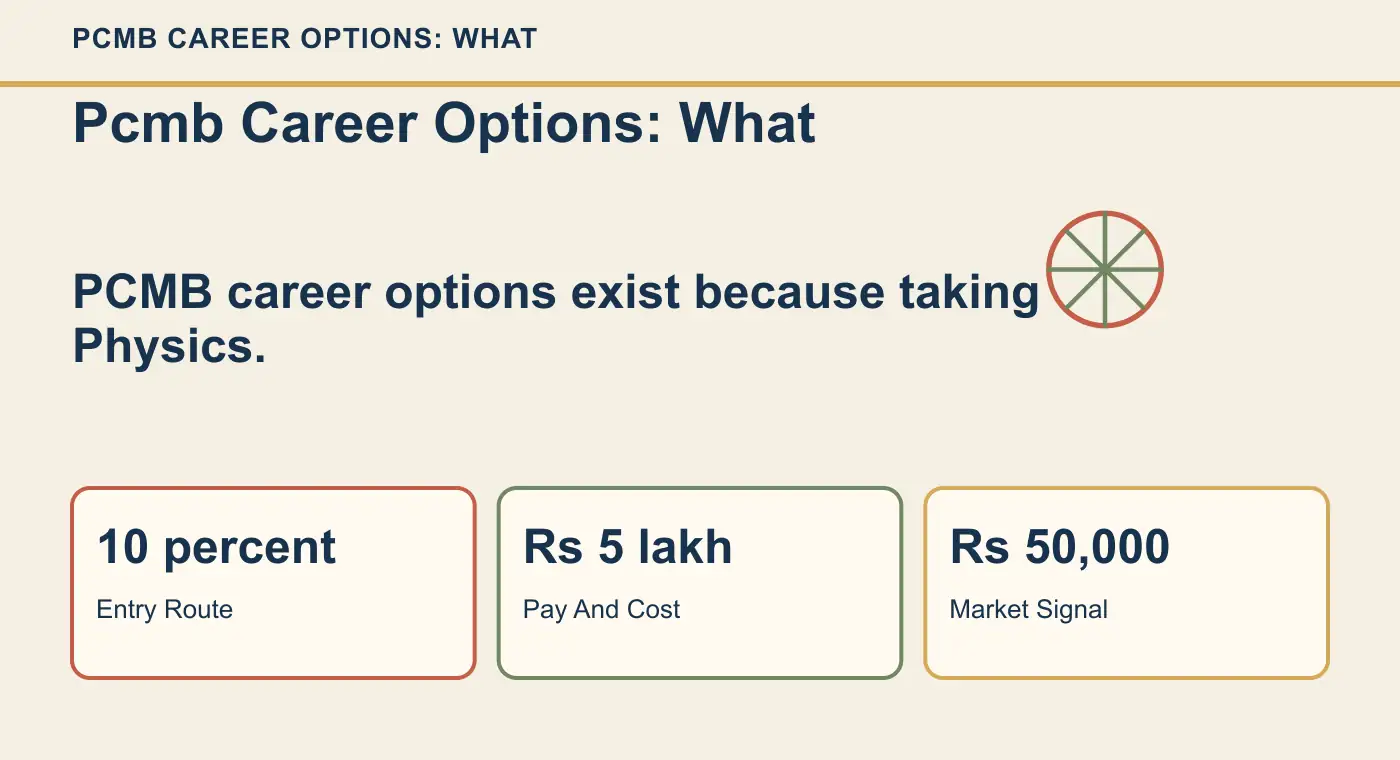 PCMB CAREER OPTIONS: WHAT
Pcmb Career Options: What
PCMB career options exist because taking
Physics.
10 percent
Entry Route
Rs 5 lakh
Pay And Cost
Rs 50,000
Market Signal